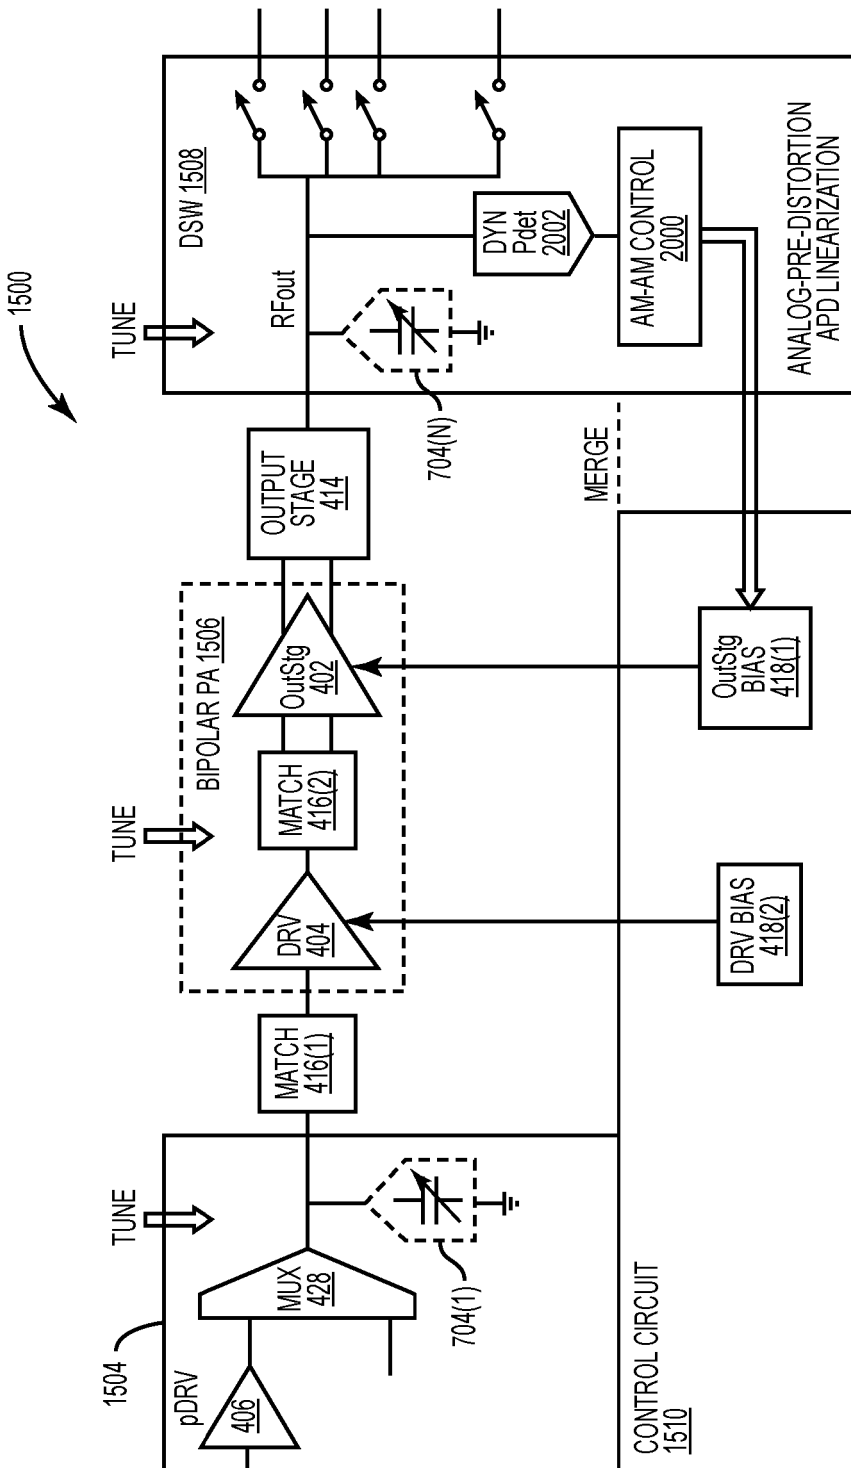 1500
TUNE
TUNE
TUNE
1504
pDRV
406
MUX
428
704(1)
MATCH
416(1)
BIPOLAR PA 1506
DRV
404
MATCH
416(2)
OutStg
402
OUTPUT
STAGE
414
RFout
704(N)
DSW 1508
DYN
Pdet
2002
AM-AM CONTROL
2000
ANALOG-PRE-DISTORTION
APD LINEARIZATION
MERGE
OutStg
BIAS
418(1)
DRV BIAS
418(2)
CONTROL CIRCUIT
1510